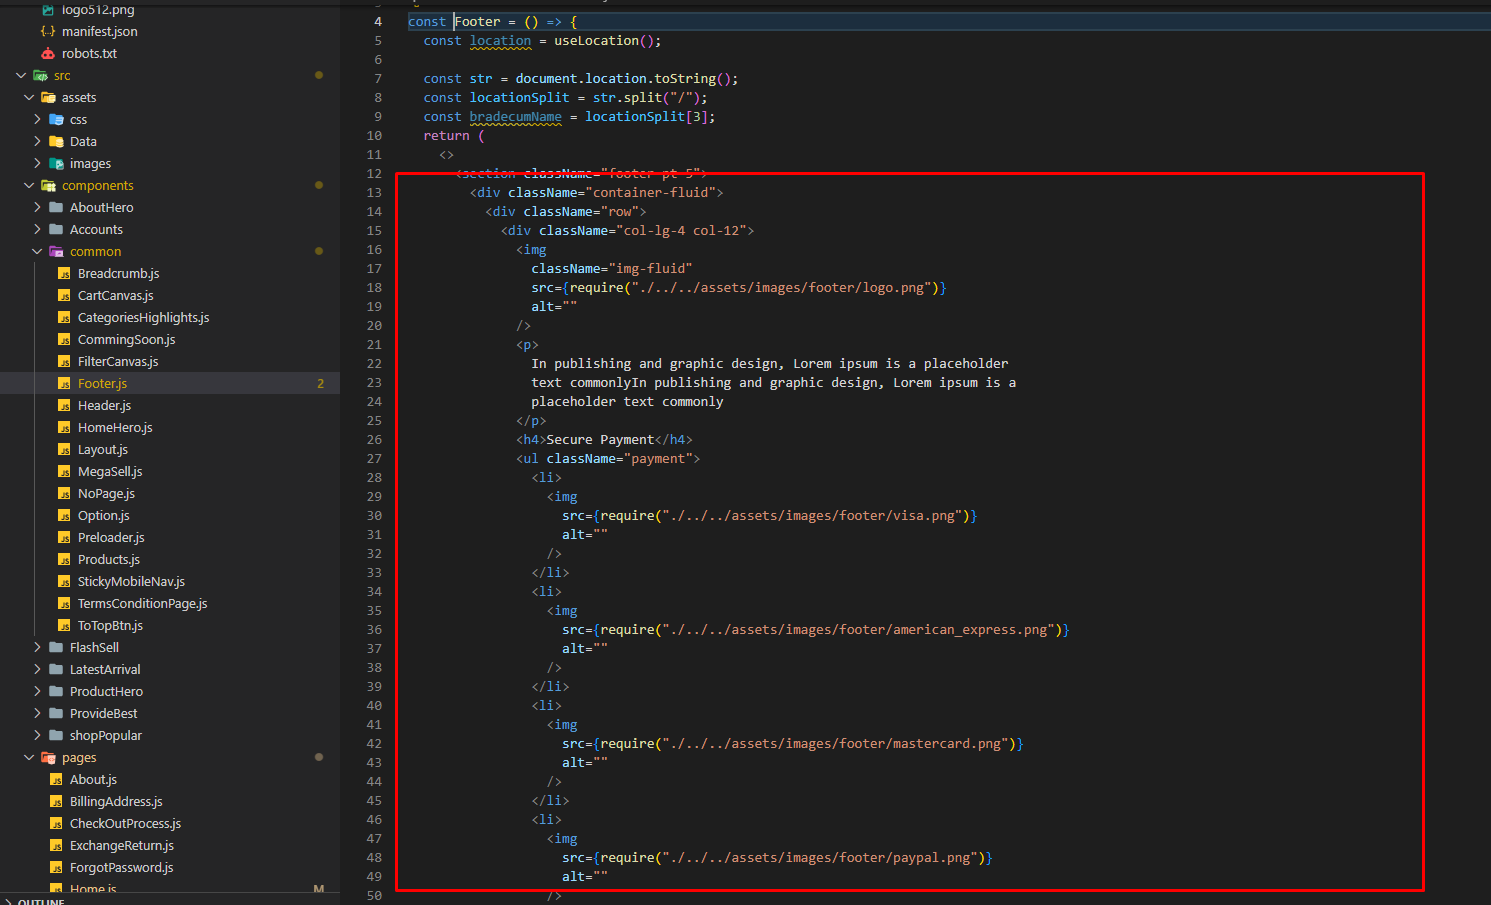 logo512.png
manifest.json
robots.txt
src
assets
css
Data
images
components
AboutHero
Accounts
common
Breadcrumb.js
CartCanvas.js
CategoriesHighlights.js
CommingSoon.js
FilterCanvas.js
Footer.js 2
Header.js
HomeHero.js
Layout.js
MegaSell.js
NoPage.js
Option.js
Preloader.js
Products.js
StickyMobileNav.js
TermsConditionPage.js
ToTopBtn.js
FlashSell
LatestArrival
ProductHero
ProvideBest
shopPopular
pages
About.js
BillingAddress.js
CheckOutProcess.js
ExchangeReturn.js
ForgotPassword.js
Home.js M
OUTLINE
4 const Footer = () => {
5 const location = useLocation();
6
7 const str = document.location.toString();
8 const locationSplit = str.split("/");
9 const bradecumName = locationSplit[3];
10 return (
11 <>
12 <section className="footer pt-5">
13 <div className="container-fluid">
14 <div className="row">
15 <div className="col-lg-4 col-12">
16 <img
17 className="img-fluid"
18 src={require("./../../assets/images/footer/logo.png")}
19 alt=""
20 />
21 <p>
22 In publishing and graphic design, Lorem ipsum is a placeholder
23 text commonlyIn publishing and graphic design, Lorem ipsum is a
24 placeholder text commonly
25 </p>
26 <h4>Secure Payment</h4>
27 <ul className="payment">
28 <li>
29 <img
30 src={require("./../../assets/images/footer/visa.png")}
31 alt=""
32 />
33 </li>
34 <li>
35 <img
36 src={require("./../../assets/images/footer/american_express.png")}
37 alt=""
38 />
39 </li>
40 <li>
41 <img
42 src={require("./../../assets/images/footer/mastercard.png")}
43 alt=""
44 />
45 </li>
46 <li>
47 <img
48 src={require("./../../assets/images/footer/paypal.png")}
49 alt=""
50 />